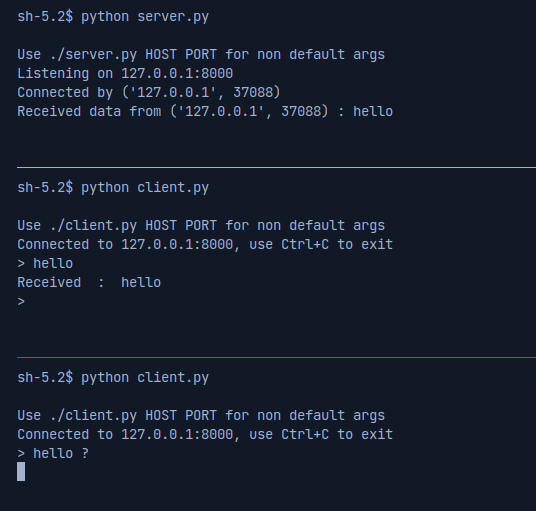 sh-5.2$ python server.py
Use ./server.py HOST PORT for non default args
Listening on 127.0.0.1:8000
Connected by ('127.0.0.1', 37088)
Received data from ('127.0.0.1', 37088) : hello
sh-5.2$ python client.py
Use ./client.py HOST PORT for non default args
Connected to 127.0.0.1:8000, use Ctrl+C to exit
> hello
Received  :  hello
>
sh-5.2$ python client.py
Use ./client.py HOST PORT for non default args
Connected to 127.0.0.1:8000, use Ctrl+C to exit
> hello ?